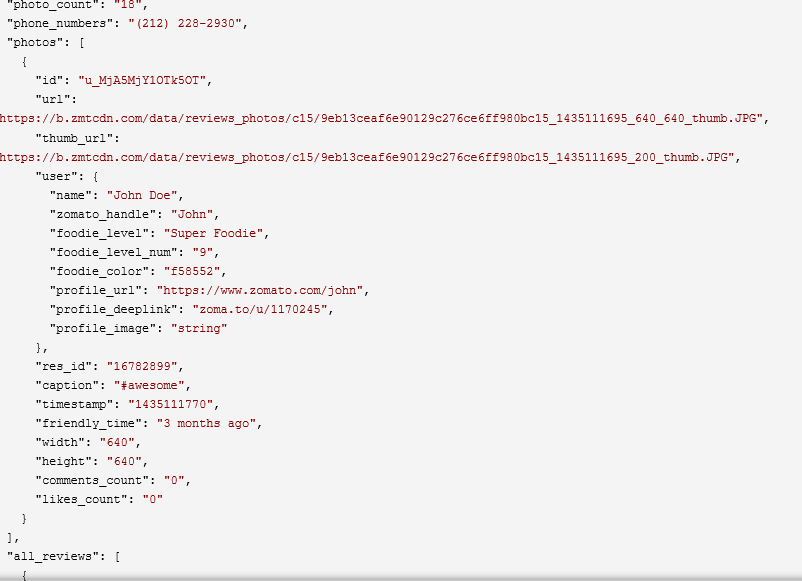 "photo_count": "18",
"phone_numbers": "(212) 228-2930",
"photos": [
{
"id": "u_MjA5MjY1OTk5OT",
"url":
https://b.zmtcdn.com/data/reviews_photos/c15/9eb13ceaf6e90129c276ce6ff980bc15_1435111695_640_640_thumb.JPG",
"thumb_url":
https://b.zmtcdn.com/data/reviews_photos/c15/9eb13ceaf6e90129c276ce6ff980bc15_1435111695_200_thumb.JPG",
"user": {
"name": "John Doe",
"zomato_handle": "John",
"foodie_level": "Super Foodie",
"foodie_level_num": "9",
"foodie_color": "f58552",
"profile_url": "https://www.zomato.com/john",
"profile_deeplink": "zoma.to/u/1170245",
"profile_image": "string"
},
"res_id": "16782899",
"caption": "#awesome",
"timestamp": "1435111770",
"friendly_time": "3 months ago",
"width": "640",
"height": "640",
"comments_count": "0",
"likes_count": "0"
}
],
"all_reviews": [
{